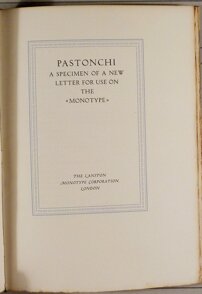 PASTONCHI
A SPECIMEN OF A NEW
LETTER FOR USE ON
THE
«MONOTYPE»
THE LANSTON
MONOTYPE CORPORATION
LONDON